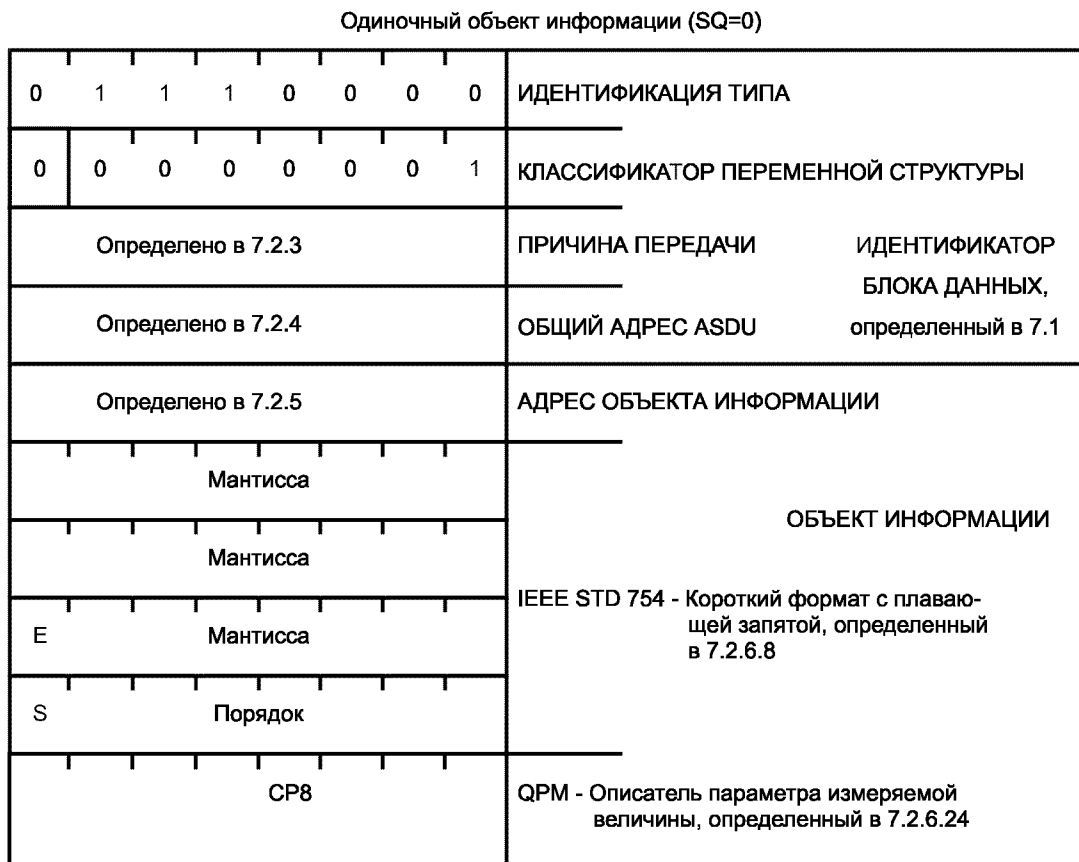 Одиночный объект информации (SQ=0)
0 1 1 1 0 0 0 0 ИДЕНТИФИКАЦИЯ ТИПА
0 0 0 0 0 0 0 1 КЛАССИФИКАТОР ПЕРЕМЕННОЙ СТРУКТУРЫ
Определено в 7.2.3 ПРИЧИНА ПЕРЕДАЧИ ИДЕНТИФИКАТОР
БЛОКА ДАННЫХ,
Определено в 7.2.4 ОБЩИЙ АДРЕС ASDU определенный в 7.1
Определено в 7.2.5 АДРЕС ОБЪЕКТА ИНФОРМАЦИИ
Мантисса
ОБЪЕКТ ИНФОРМАЦИИ
Мантисса
IEEE STD 754 - Короткий формат с плаваю-
E Мантисса щей запятой, определенный
в 7.2.6.8
S Порядок
CP8 QPM - Описатель параметра измеряемой
величины, определенный в 7.2.6.24